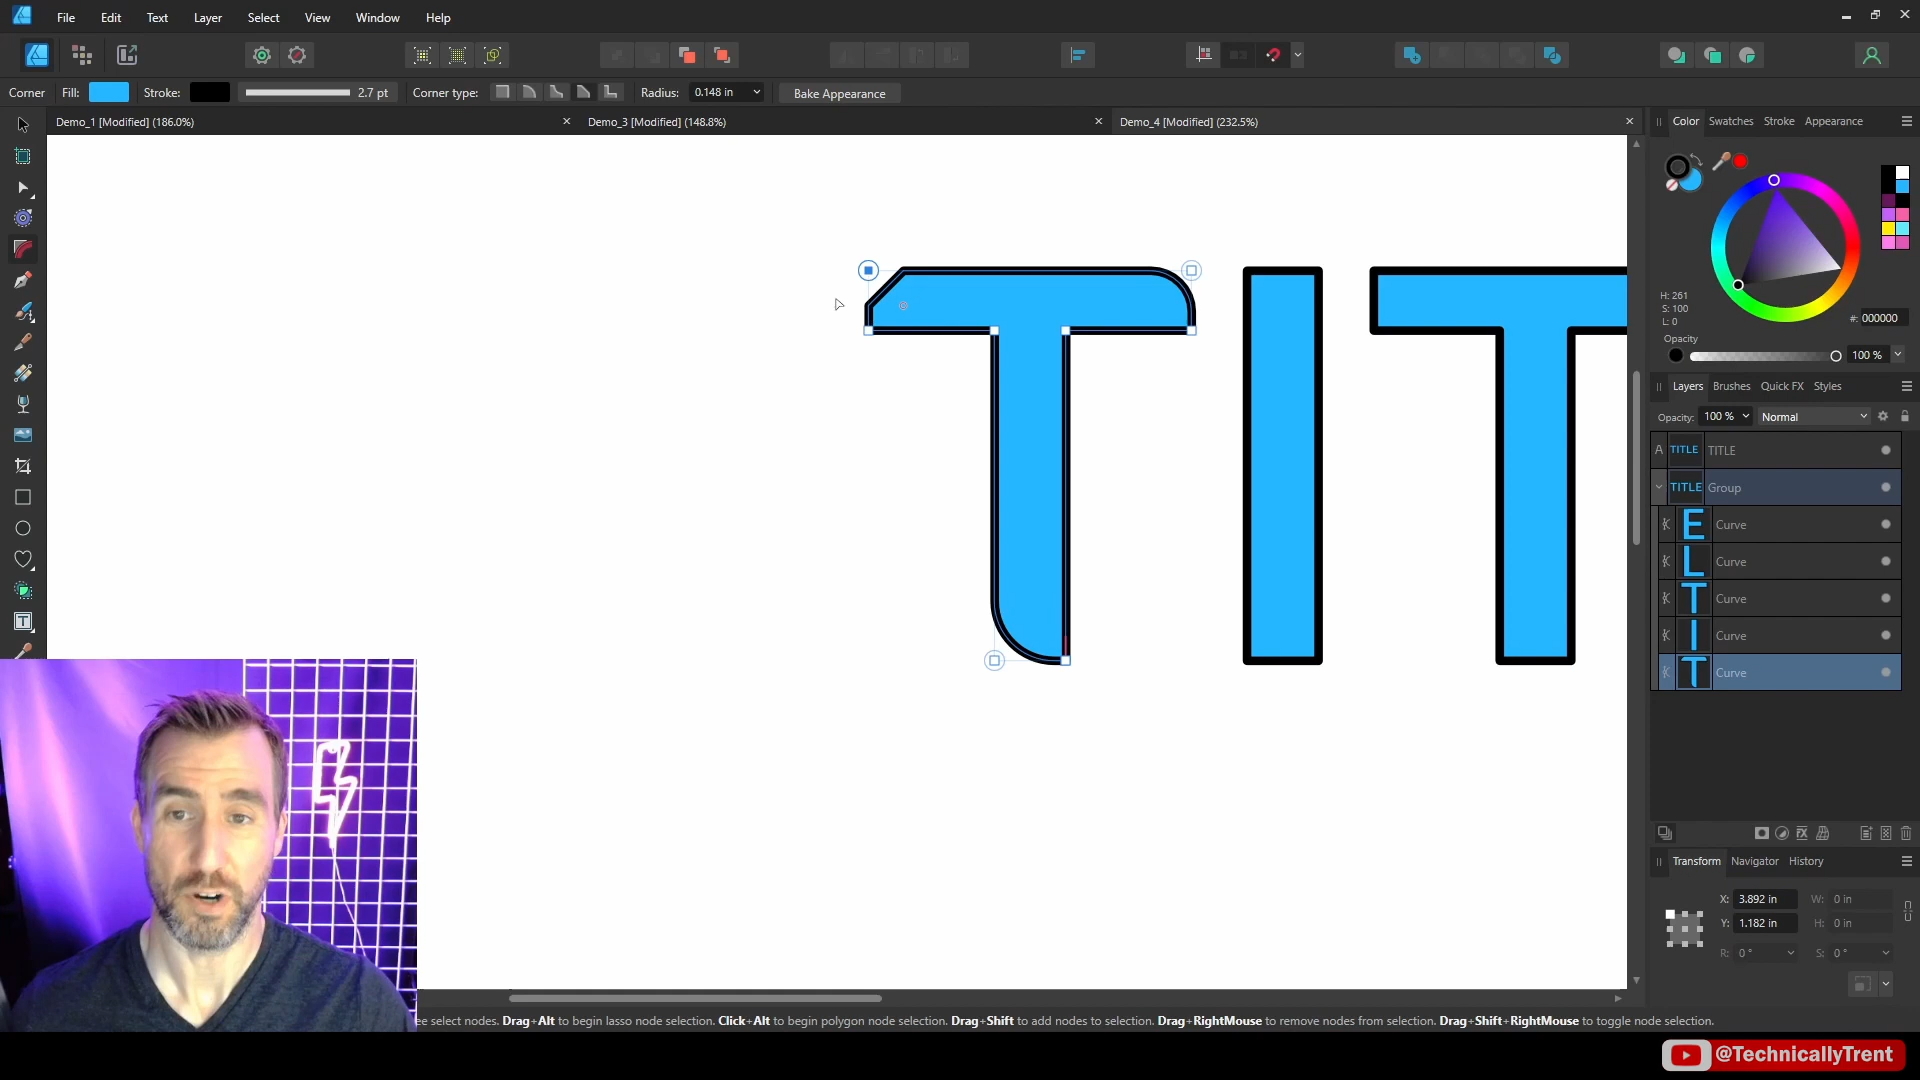 File Edit Text Layer Select View Window Help
Corner Fill: Stroke: 2.7 pt Corner type: Radius: 0.148 in Bake Appearance
Demo_1 [Modified] (186.0%) Demo_3 [Modified] (148.8%) Demo_4 [Modified] (232.5%)
Color Swatches Stroke Appearance
H: 261
S: 100
L: 0
#: 000000
Opacity
100 %
Layers Brushes Quick FX Styles
Opacity: 100 % Normal
A TITLE TITLE
TITLE Group
E Curve
L Curve
T Curve
I Curve
T Curve
TIT
Transform Navigator History
X: 3.892 in W: 0 in
Y: 1.182 in H: 0 in
R: 0 ° S: 0 °
ee select nodes. Drag+Alt to begin lasso node selection. Click+Alt to begin polygon node selection. Drag+Shift to add nodes to selection. Drag+RightMouse to remove nodes from selection. Drag+Shift+RightMouse to toggle node selection.
@TechnicallyTrent